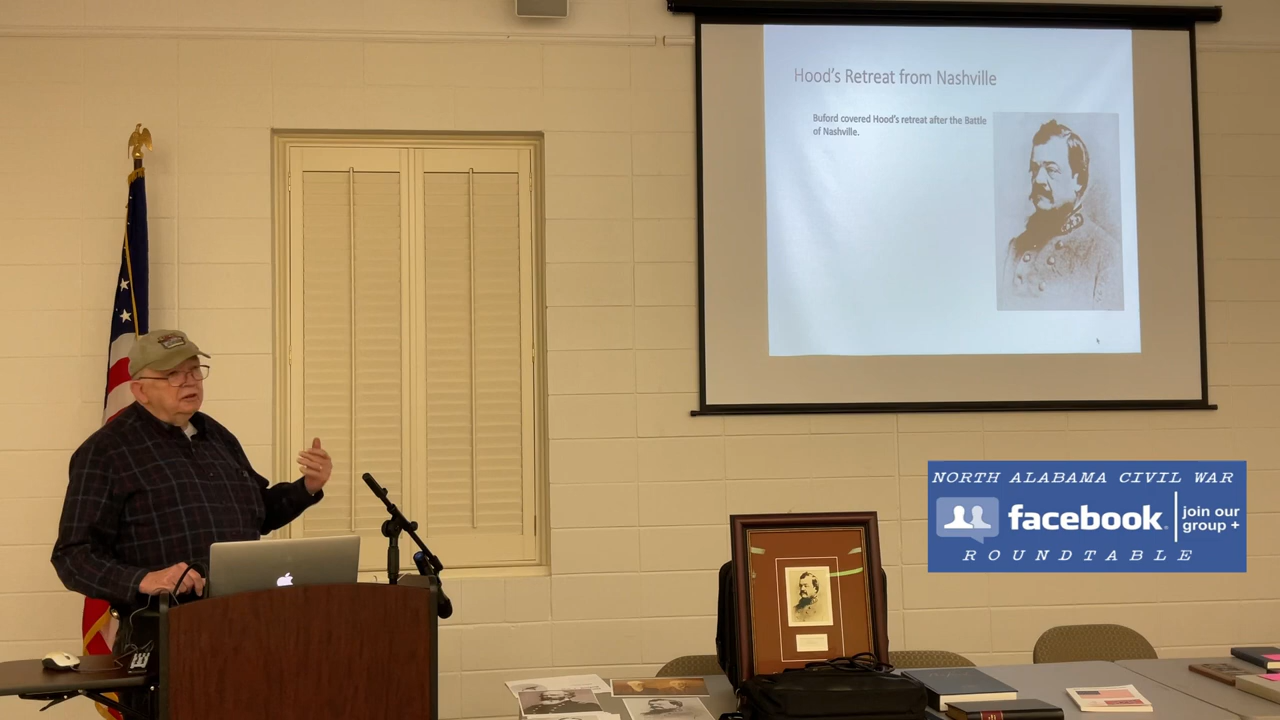 Hood's Retreat from Nashville
Buford covered Hood's retreat after the Battle
of Nashville.
NORTH ALABAMA CIVIL WAR
facebook
join our
group +
ROUNDTABLE